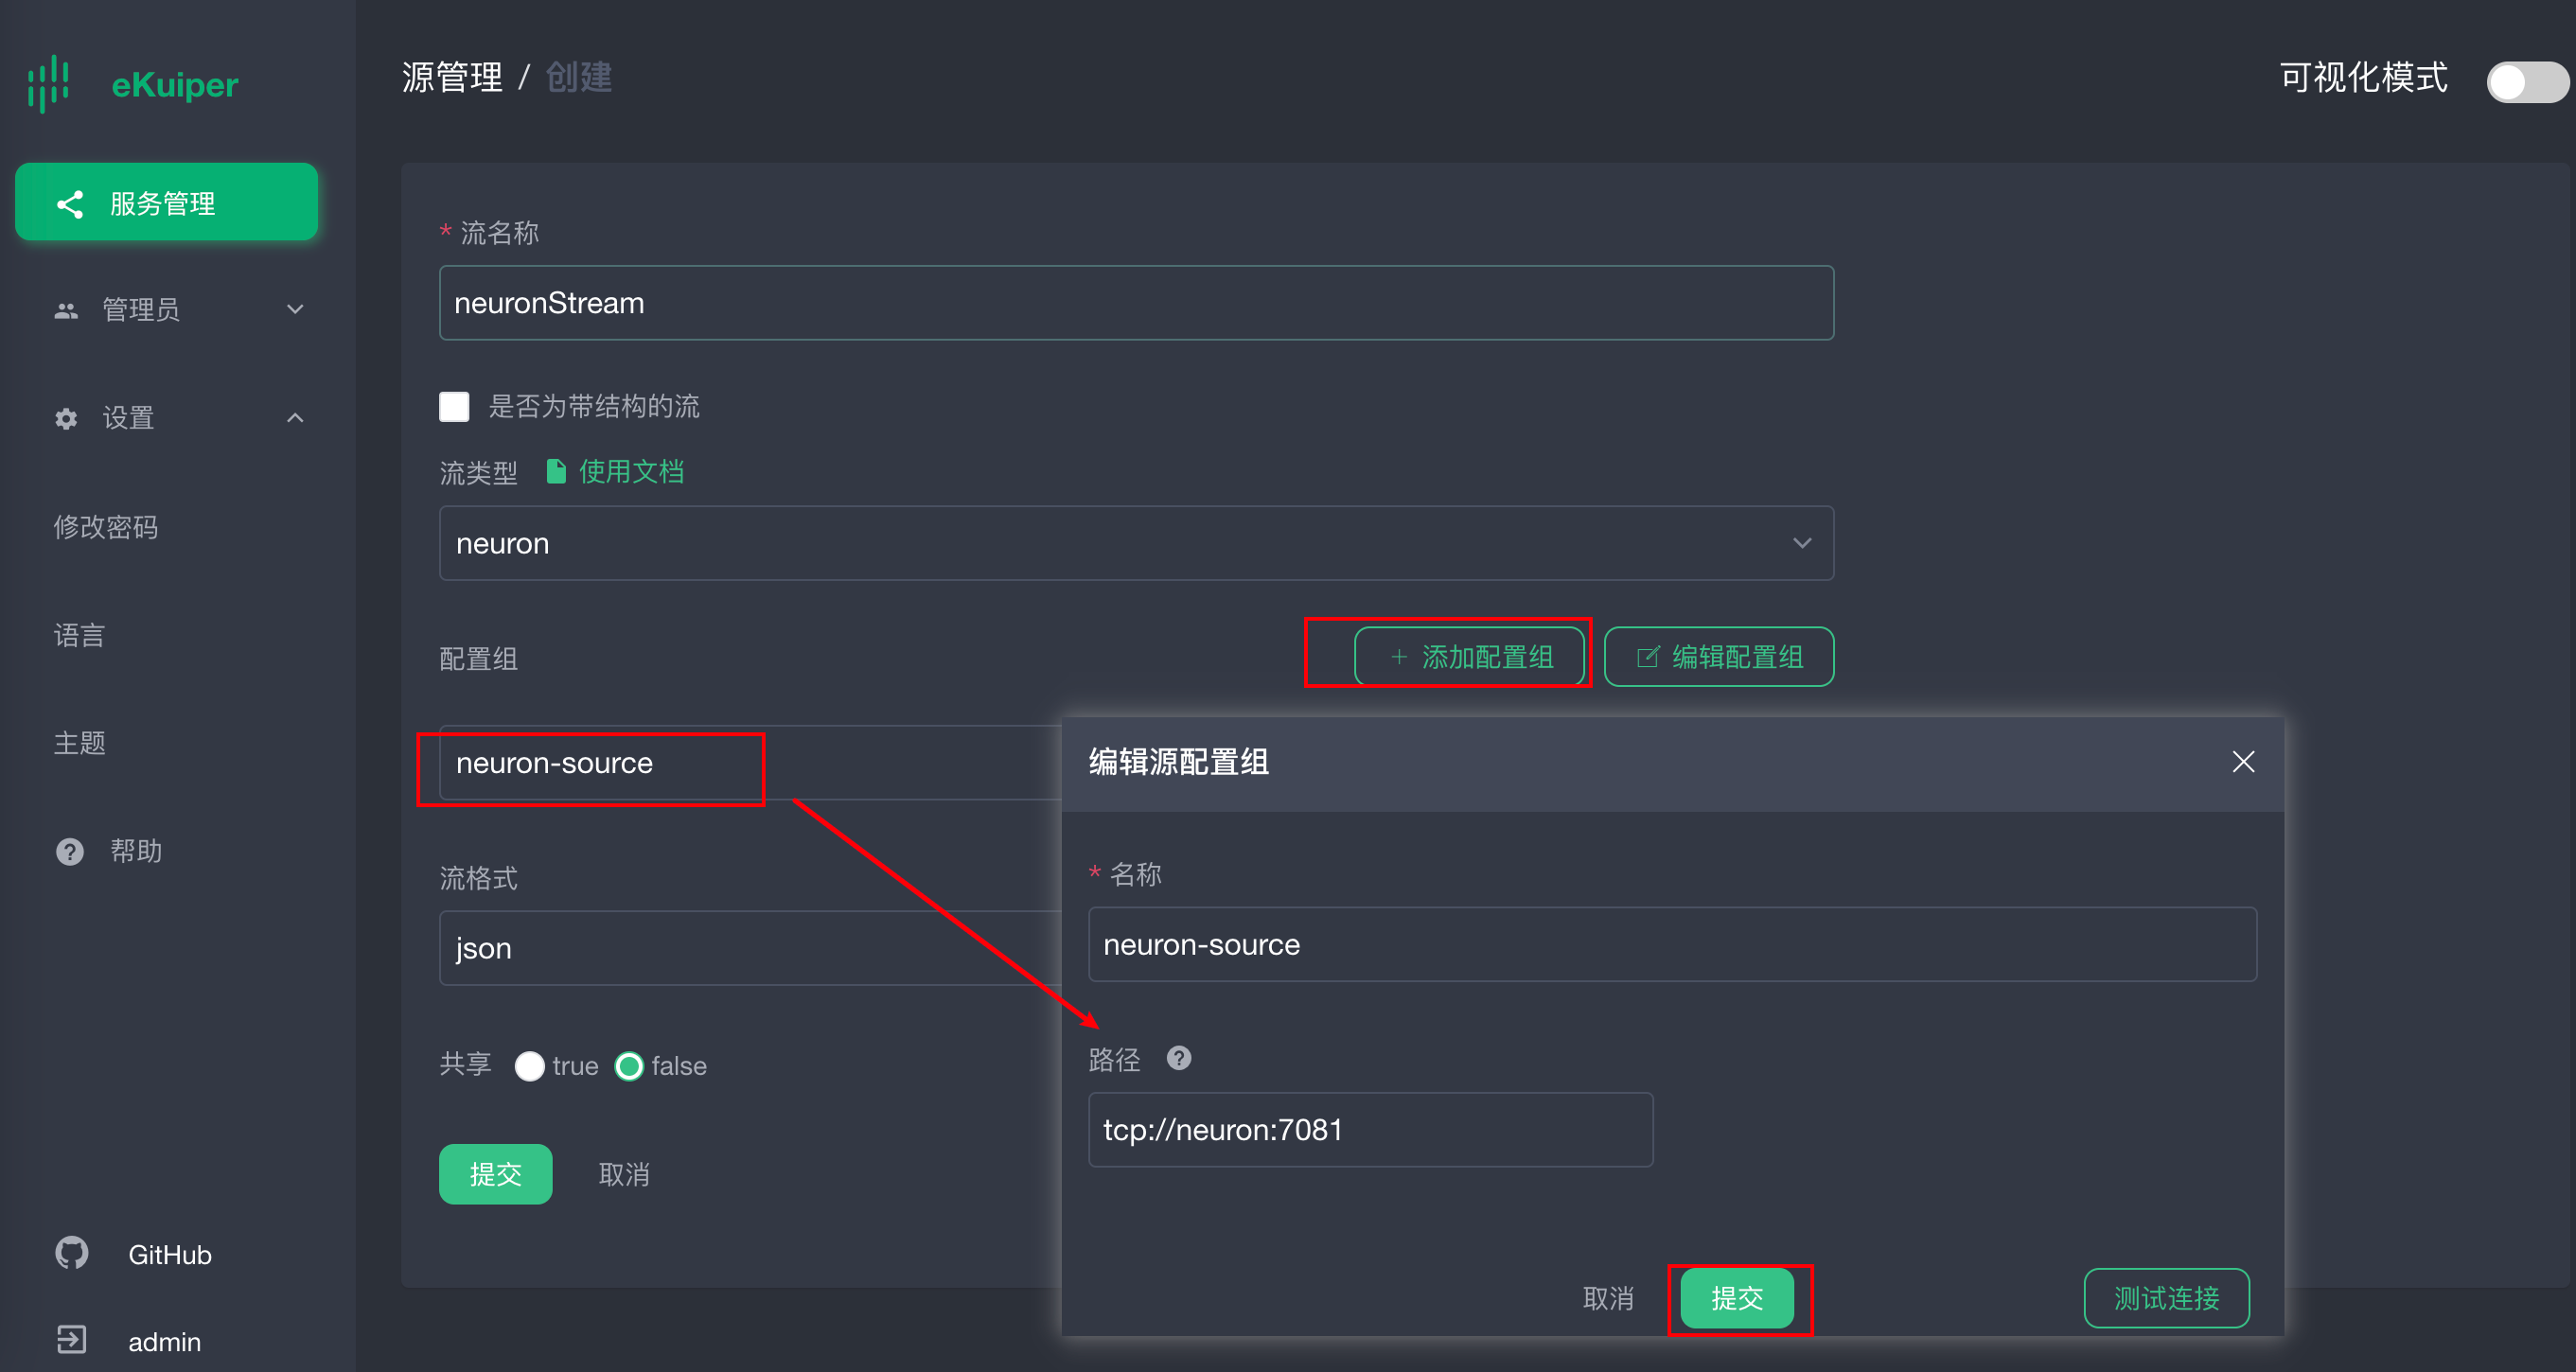 eKuiper
服务管理
管理员
设置
修改密码
语言
主题
帮助
GitHub
admin
源管理 / 创建
可视化模式
* 流名称
neuronStream
是否为带结构的流
流类型 使用文档
neuron
配置组
+ 添加配置组
编辑配置组
neuron-source
流格式
json
共享 true false
提交 取消
编辑源配置组
* 名称
neuron-source
路径 ?
tcp://neuron:7081
取消 提交 测试连接